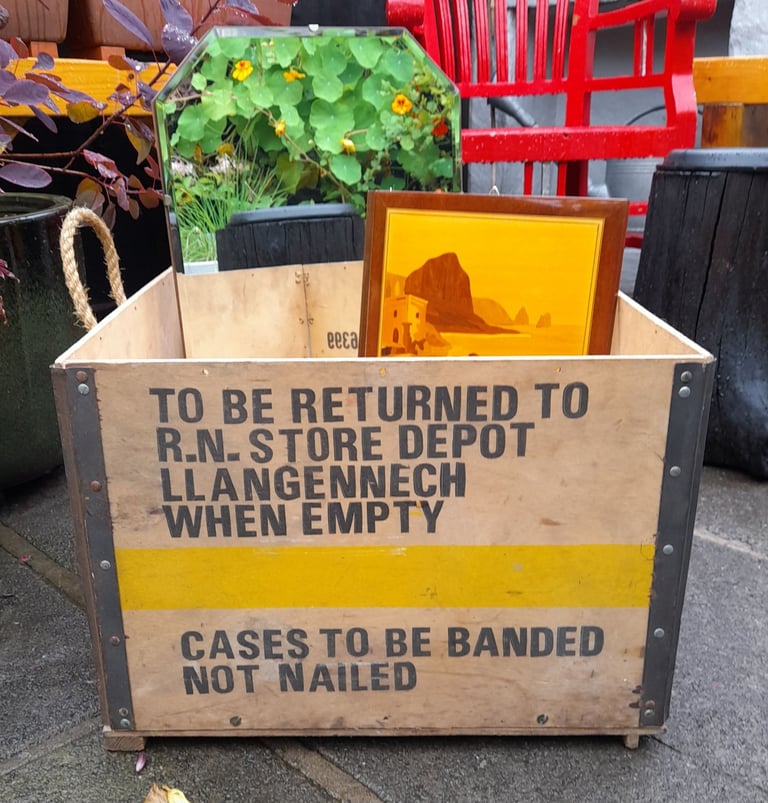 TO BE RETURNED TO
R.N. STORE DEPOT
LLANGENNECH
WHEN EMPTY
CASES TO BE BANDED
NOT NAILED